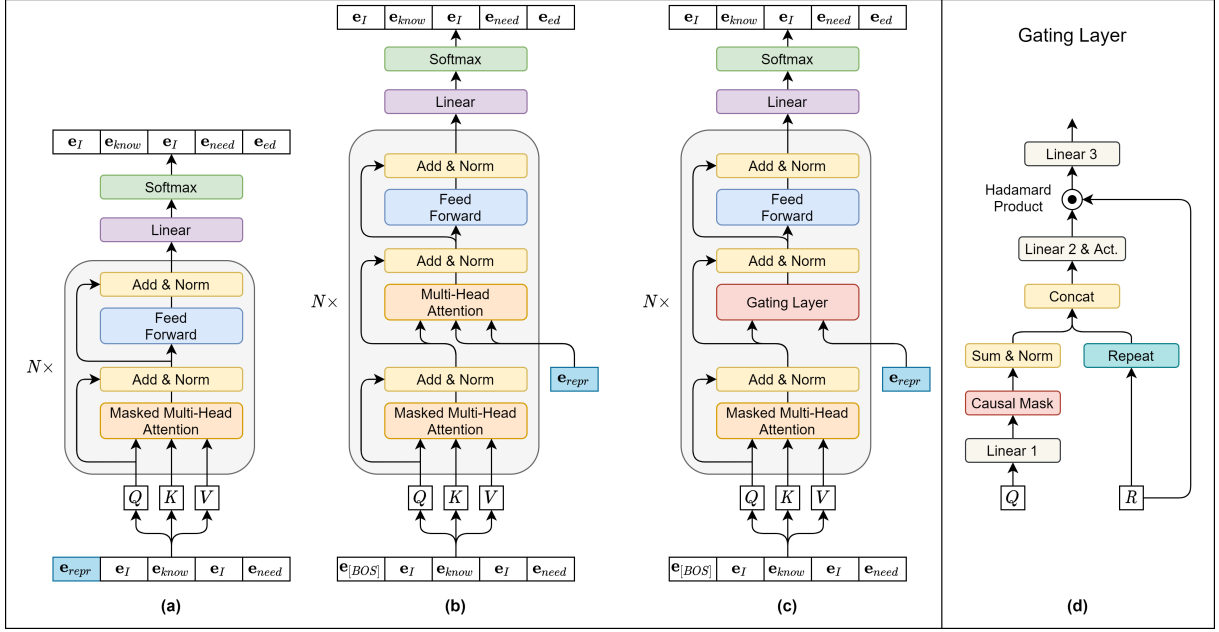 e_I e_know e_I e_need e_ed
Softmax
Linear
Add & Norm
Feed
Forward
N×
Add & Norm
Masked Multi-Head
Attention
Q K V
e_repr e_I e_know e_I e_need
(a)
e_I e_know e_I e_need e_ed
Softmax
Linear
Add & Norm
Feed
Forward
Add & Norm
N×
Multi-Head
Attention
e_repr
Add & Norm
Masked Multi-Head
Attention
Q K V
e_[BOS] e_I e_know e_I e_need
(b)
e_I e_know e_I e_need e_ed
Softmax
Linear
Add & Norm
Feed
Forward
Add & Norm
N×
Gating Layer
e_repr
Add & Norm
Masked Multi-Head
Attention
Q K V
e_[BOS] e_I e_know e_I e_need
(c)
Gating Layer
Linear 3
Hadamard
Product
Linear 2 & Act.
Concat
Sum & Norm
Repeat
Causal Mask
Linear 1
Q R
(d)